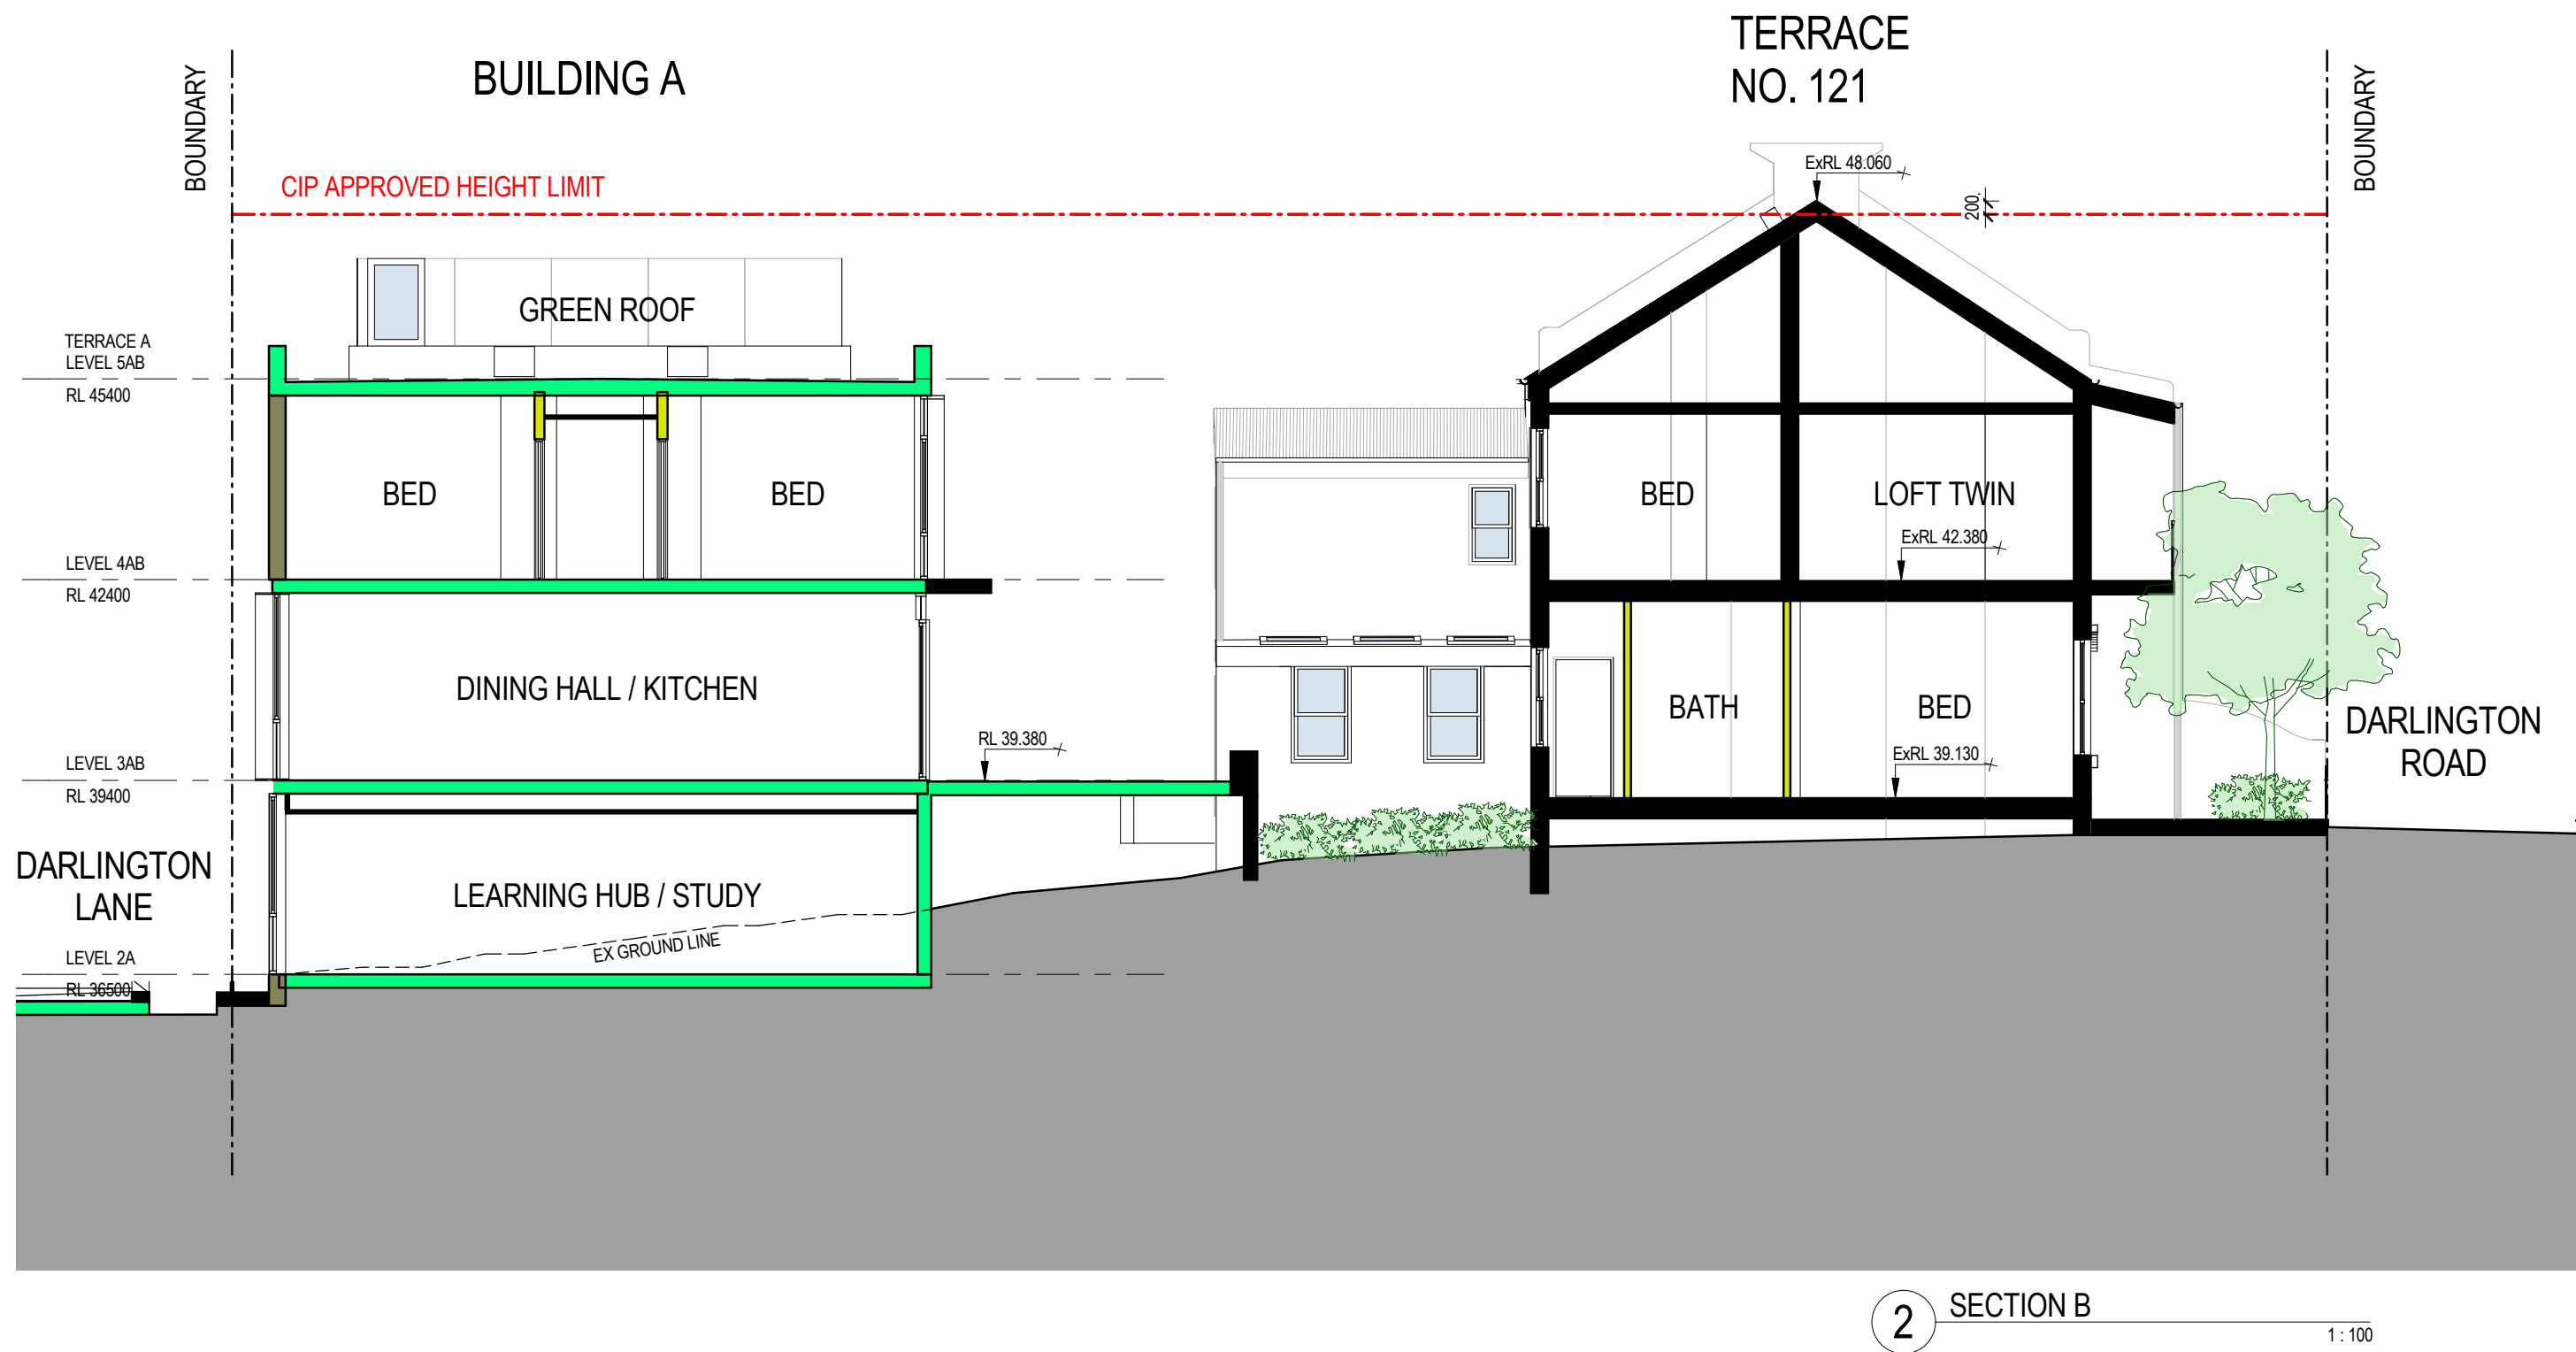 BUILDING A
TERRACE
NO. 121
BOUNDARY
BOUNDARY
CIP APPROVED HEIGHT LIMIT
ExRL 48.060
200
GREEN ROOF
TERRACE A
LEVEL 5AB
RL 45400
BED
BED
BED
LOFT TWIN
ExRL 42.380
LEVEL 4AB
RL 42400
DINING HALL / KITCHEN
BATH
BED
RL 39.380
ExRL 39.130
DARLINGTON
ROAD
LEVEL 3AB
RL 39400
DARLINGTON
LANE
LEARNING HUB / STUDY
EX GROUND LINE
LEVEL 2A
RL 36500
2
SECTION B
1 : 100